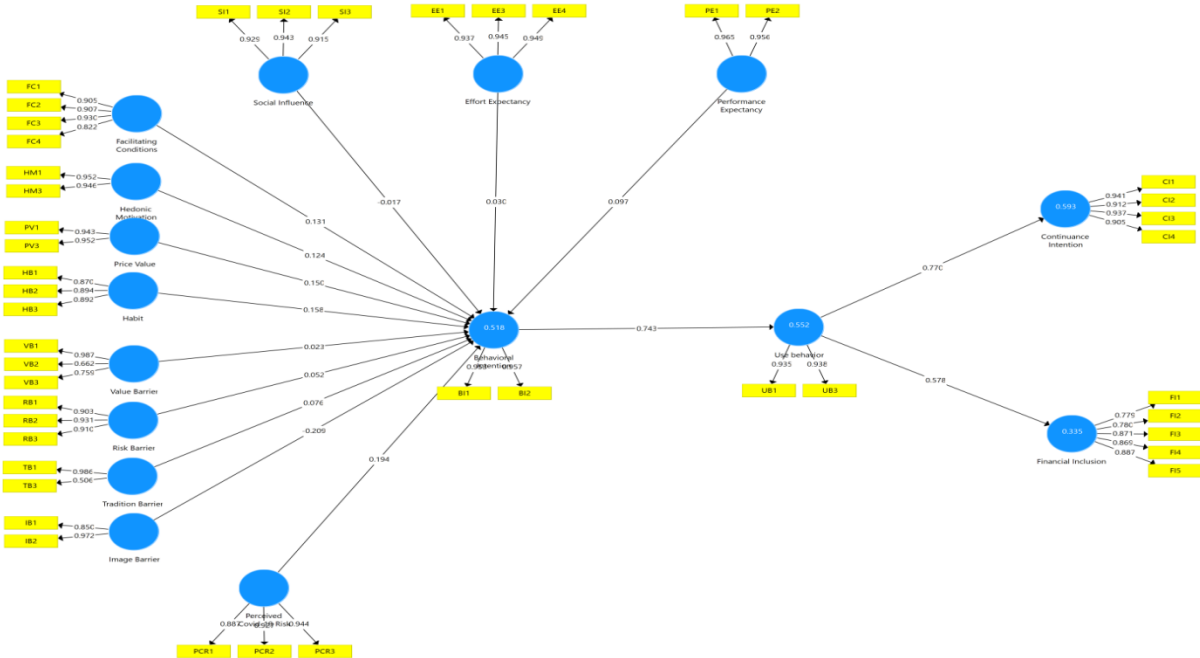 SI1 SI2 SI3
0.929 0.943 0.915
Social Influence
EE1 EE3 EE4
0.937 0.945 0.949
Effort Expectancy
PE1 PE2
0.965 0.956
Performance
Expectancy
FC1
FC2
FC3
FC4
0.905
0.907
0.930
0.822
Facilitating
Conditions
HM1
HM3
0.952
0.946
Hedonic
Motivation
PV1
PV3
0.943
0.952
Price Value
HB1
HB2
HB3
0.870
0.894
0.892
Habit
VB1
VB2
VB3
0.987
0.662
0.759
Value Barrier
RB1
RB2
RB3
0.903
0.931
0.910
Risk Barrier
TB1
TB3
0.986
0.506
Tradition Barrier
IB1
IB2
0.850
0.972
Image Barrier
Perceived
Covid-19 Risk
0.887 0.944
PCR1 PCR2 PCR3
-0.017
0.030
0.097
0.131
0.124
0.150
0.158
0.023
0.052
0.076
-0.209
0.194
0.518
Behavioral
Intention
0.957
BI1 BI2
0.743
0.552
Use behavior
0.935 0.938
UB1 UB3
0.770
0.578
0.593
Continuance
Intention
0.941
0.912
0.937
0.905
CI1
CI2
CI3
CI4
0.335
Financial Inclusion
0.779
0.780
0.871
0.869
0.887
FI1
FI2
FI3
FI4
FI5